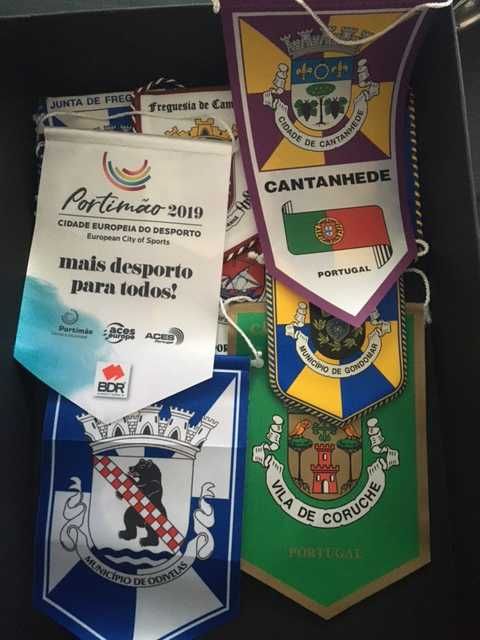 JUNTA DE FREG
Freguesia de Cam
CIDADE DE CANTANHEDE
CANTANHEDE
PORTUGAL
Portimão 2019
CIDADE EUROPEIA DO DESPORTO
European City of Sports
mais desporto
para todos!
Portimão
aces
europe
ACES
Portugal
BDR
MUNICÍPIO DE GONDOMAR
VILA DE CORUCHE
PORTUGAL
MUNICÍPIO DE ODIVELAS